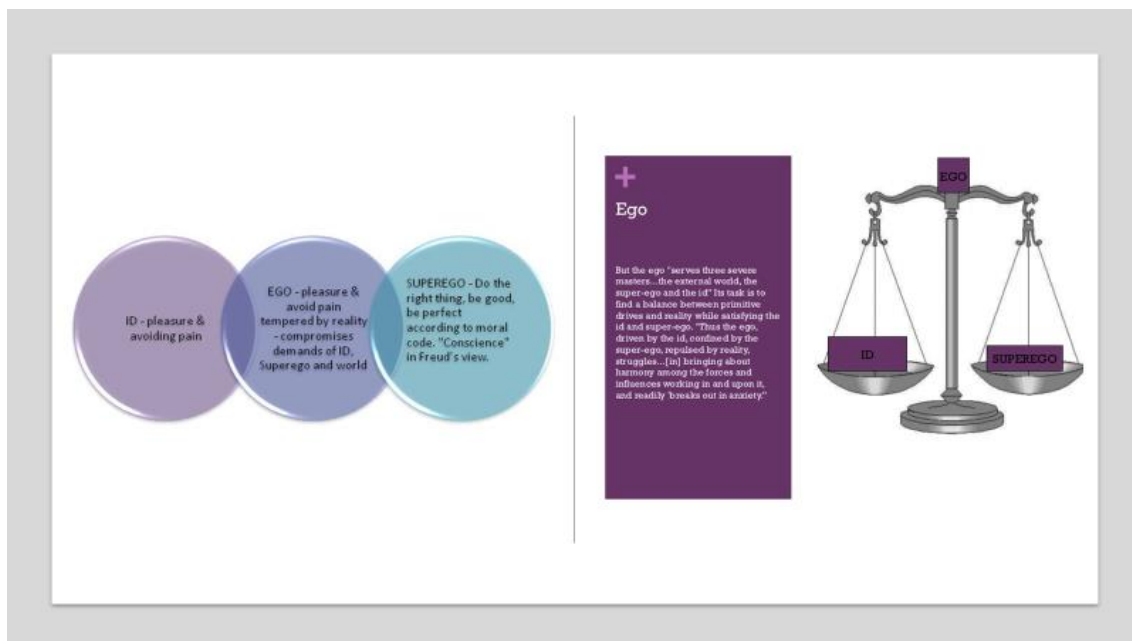 ID - pleasure &
avoiding pain
EGO - pleasure &
avoid pain
tempered by reality
- compromises
demands of ID,
Superego and world
SUPEREGO - Do the
right thing, be good,
be perfect
according to moral
code. "Conscience"
in Freud's view.
+
Ego
But the ego "serves three severe
masters...the external world, the
super-ego and the id" Its task is to
find a balance between primitive
drives and reality while satisfying the
id and super-ego. "Thus the ego,
driven by the id, confined by the
super-ego, repulsed by reality,
struggles...[in] bringing about
harmony among the forces and
influences working in and upon it,
and readily 'breaks out in anxiety."
EGO
ID
SUPEREGO